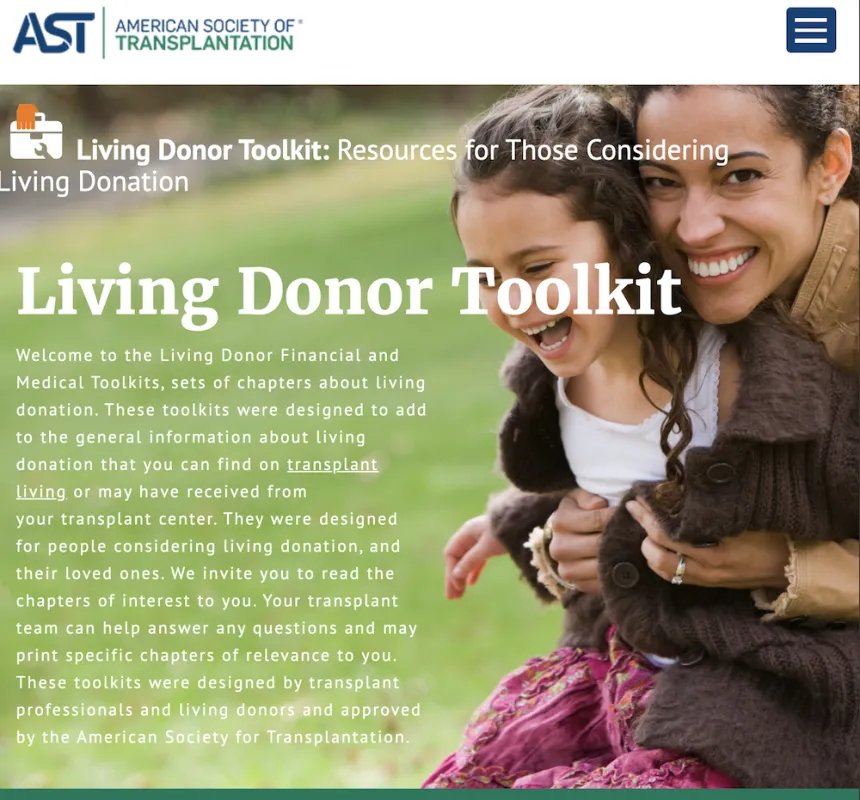 AST AMERICAN SOCIETY OF®
TRANSPLANTATION
Living Donor Toolkit: Resources for Those Considering
Living Donation
Living Donor Toolkit
Welcome to the Living Donor Financial and
Medical Toolkits, sets of chapters about living
donation. These toolkits were designed to add
to the general information about living
donation that you can find on transplant
living or may have received from
your transplant center. They were designed
for people considering living donation, and
their loved ones. We invite you to read the
chapters of interest to you. Your transplant
team can help answer any questions and may
print specific chapters of relevance to you.
These toolkits were designed by transplant
professionals and living donors and approved
by the American Society for Transplantation.